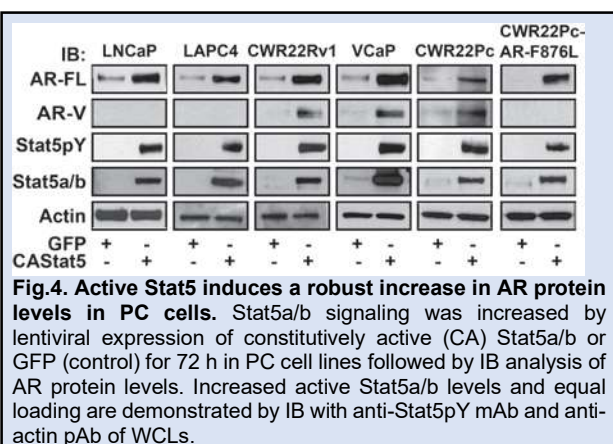 CWR22Pc-
IB: LNCaP LAPC4 CWR22Rv1 VCaP CWR22Pc AR-F876L
AR-FL
AR-V
Stat5pY
Stat5a/b
Actin
GFP + - + - + - + - + - + -
CAStat5 - + - + - + - + - + - +
Fig.4. Active Stat5 induces a robust increase in AR protein
levels in PC cells. Stat5a/b signaling was increased by
lentiviral expression of constitutively active (CA) Stat5a/b or
GFP (control) for 72 h in PC cell lines followed by IB analysis of
AR protein levels. Increased active Stat5a/b levels and equal
loading are demonstrated by IB with anti-Stat5pY mAb and anti-
actin pAb of WCLs.